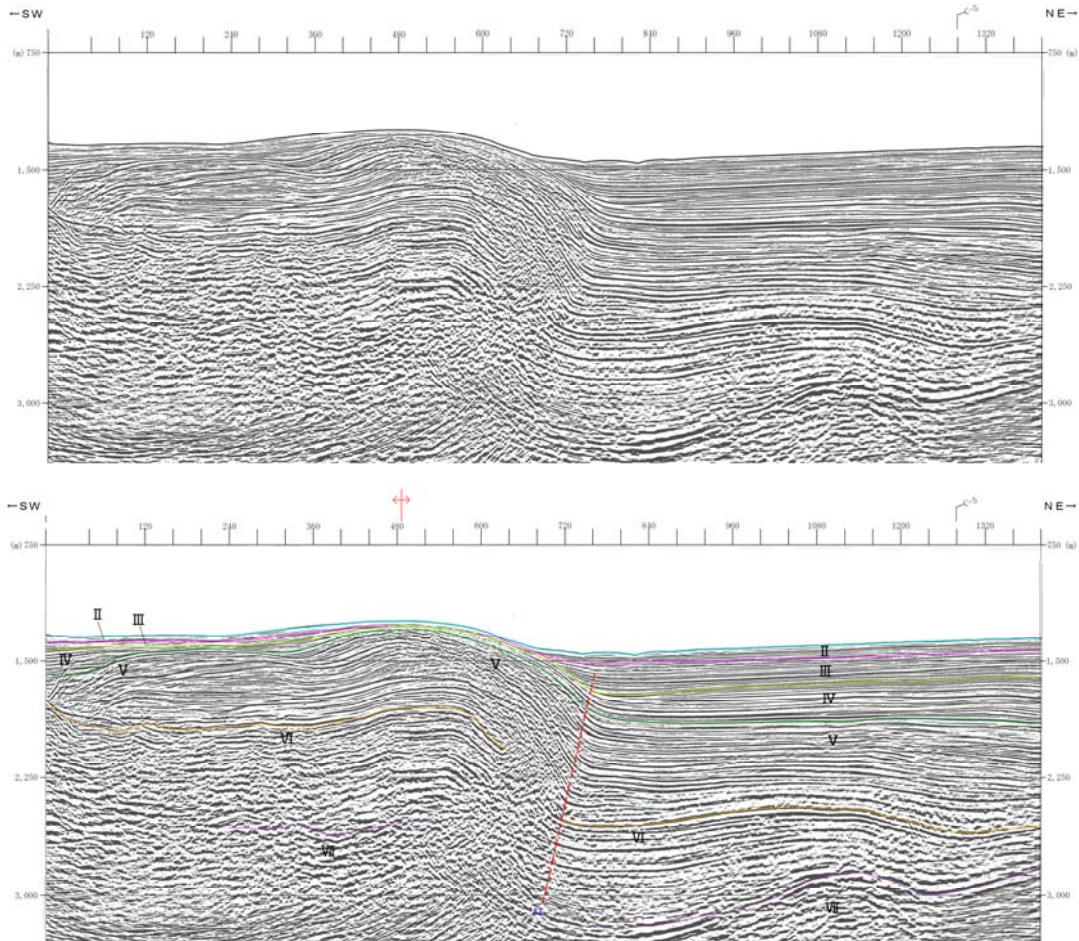 ←SW
NE→
C-5
120 240 360 480 600 720 840 960 1080 1200 1320
(m) 750
750 (m)
1,500
1,500
2,250
2,250
3,000
3,000
←SW
NE→
C-5
1 120 240 360 480 600 720 840 960 1080 1200 1320
(m) 750
750 (m)
Ⅱ Ⅲ
Ⅱ
1,500 Ⅳ Ⅴ Ⅴ Ⅲ 1,500
Ⅳ
Ⅵ Ⅴ
2,250
2,250
Ⅶ Ⅵ
3,000
3,000
Ⅶ